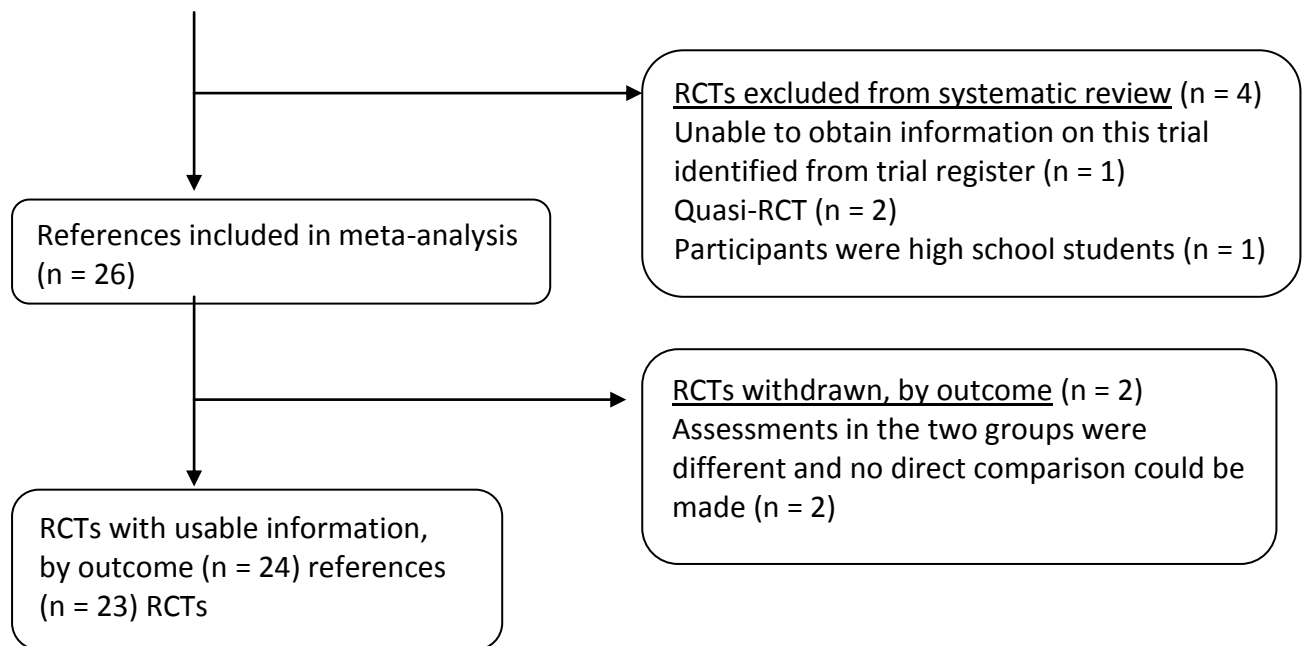 RCTs excluded from systematic review (n = 4)
Unable to obtain information on this trial
identified from trial register (n = 1)
Quasi-RCT (n = 2)
Participants were high school students (n = 1)
References included in meta-analysis
(n = 26)
RCTs withdrawn, by outcome (n = 2)
Assessments in the two groups were
different and no direct comparison could be
made (n = 2)
RCTs with usable information,
by outcome (n = 24) references
(n = 23) RCTs